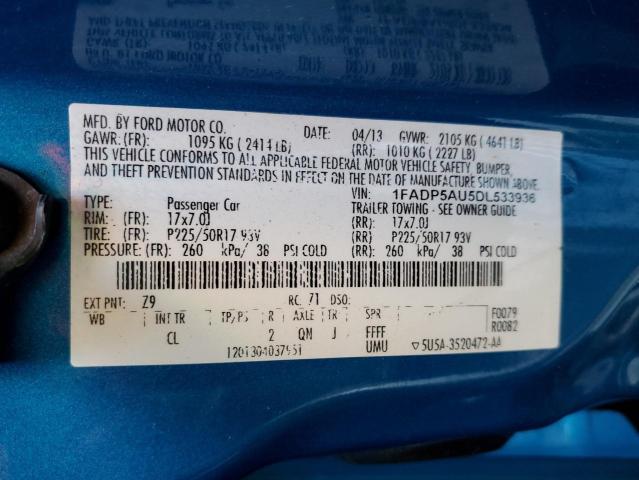 MFD. BY FORD MOTOR CO.
DATE: 04/13 GVWR: 2105 KG ( 4641 LB)
GAWR: (FR): 1095 KG ( 2414 LB) (RR): 1010 KG ( 2227 LB)
THIS VEHICLE CONFORMS TO ALL APPLICABLE FEDERAL MOTOR VEHICLE SAFETY, BUMPER,
AND THEFT PREVENTION STANDARDS IN EFFECT ON THE DATE OF MANUFACTURE SHOWN ABOVE.
VIN: 1FADP5AU5DL533936
TYPE: Passenger Car TRAILER TOWING - SEE OWNER GUIDE
RIM: (FR): 17x7.0J (RR) 17x7.0J
TIRE: (FR): P225/50R17 93V (RR) P225/50R17 93V
PRESSURE: (FR): 260 kPa/ 38 PSI COLD (RR): 260 kPa/ 38 PSI COLD
EXT PNT: Z9 RC: 71 DSO: F0079
WB INT TR TP/PS R AXLE TR SPR R0082
CL 2 QN J FFFF
UMU 5U5A-3520472-AA